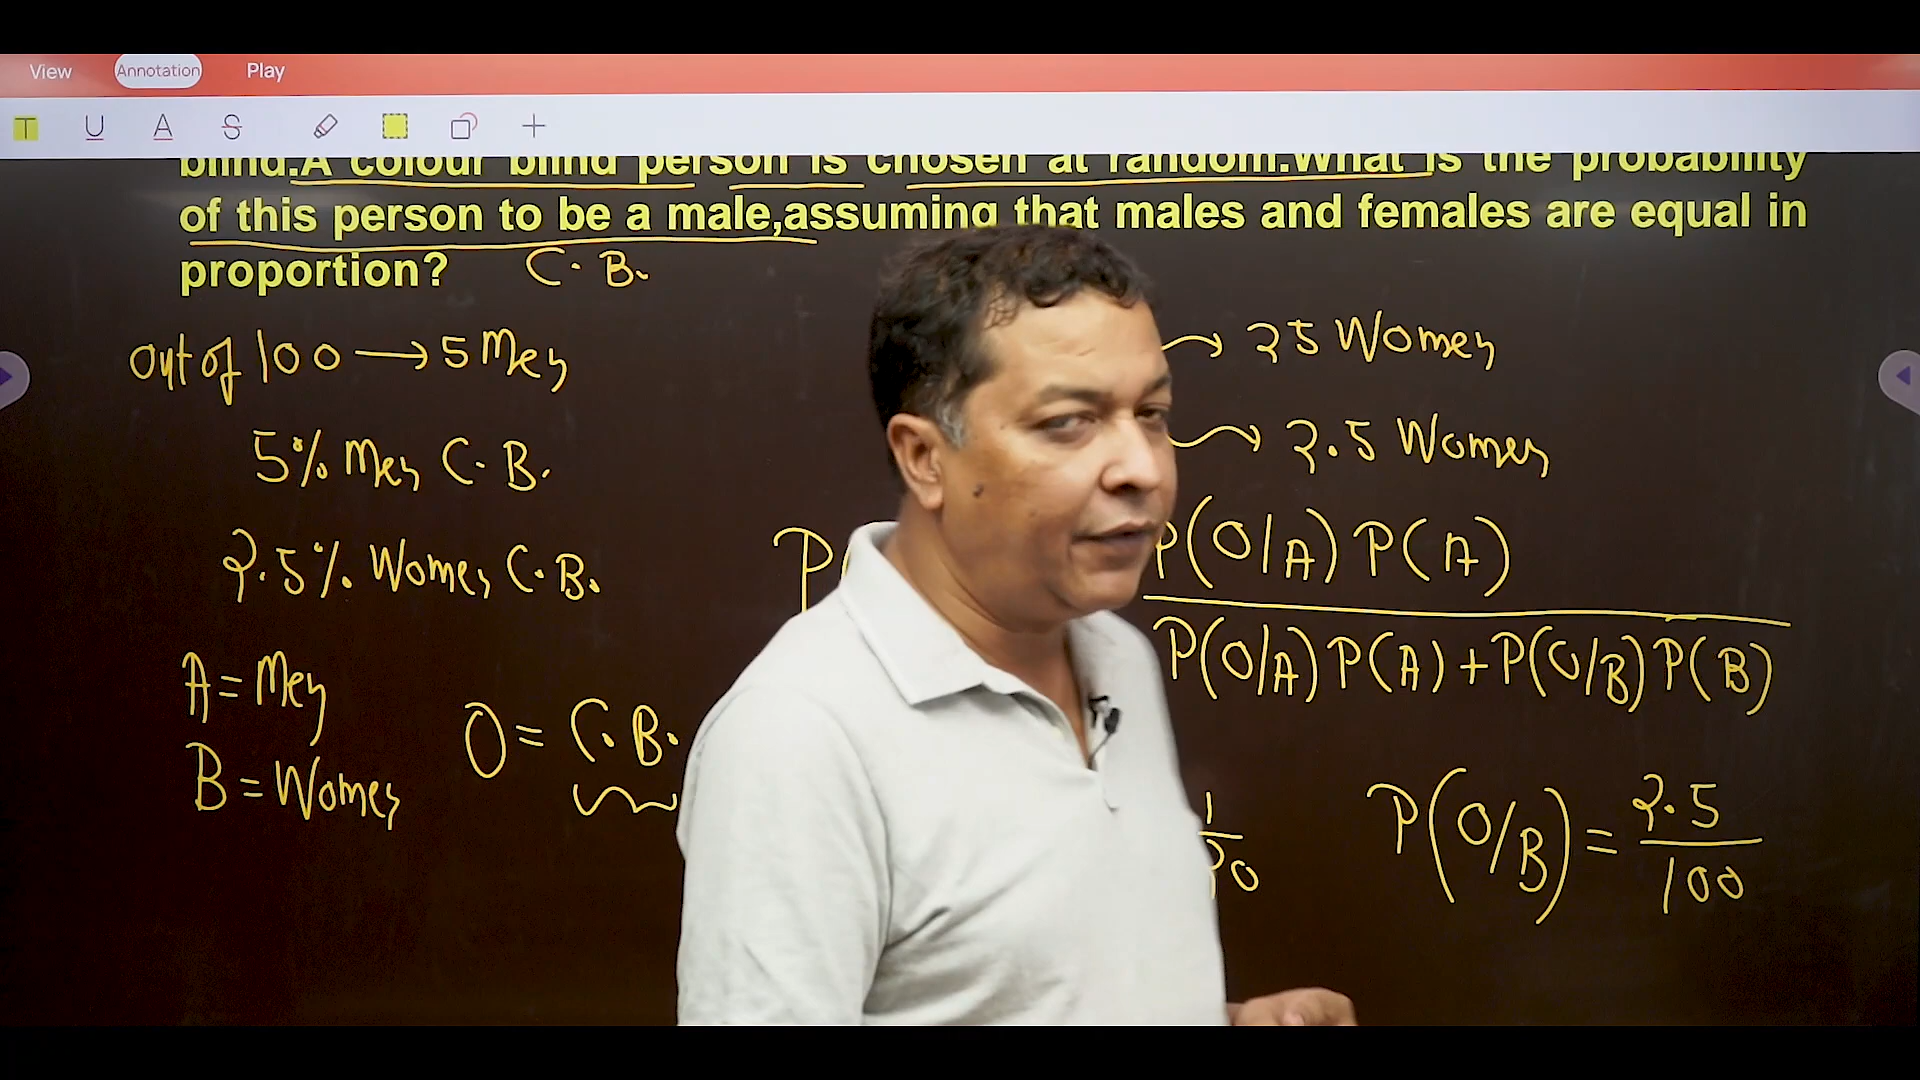 View Annotation Play
T U A S
blind.A colour blind person is chosen at random.What is the probability
of this person to be a male,assuming that males and females are equal in
proportion? C.B.
Out of 100 → 5 Men
→ 25 Women
5% Men C.B.
→ 2.5 Women
2.5% Women C.B.
P( P(O/A) P(A)
P(O/A) P(A) + P(O/B) P(B)
A = Men
B = Women
O = C.B.
1
20
P(O/B) = 2.5
100